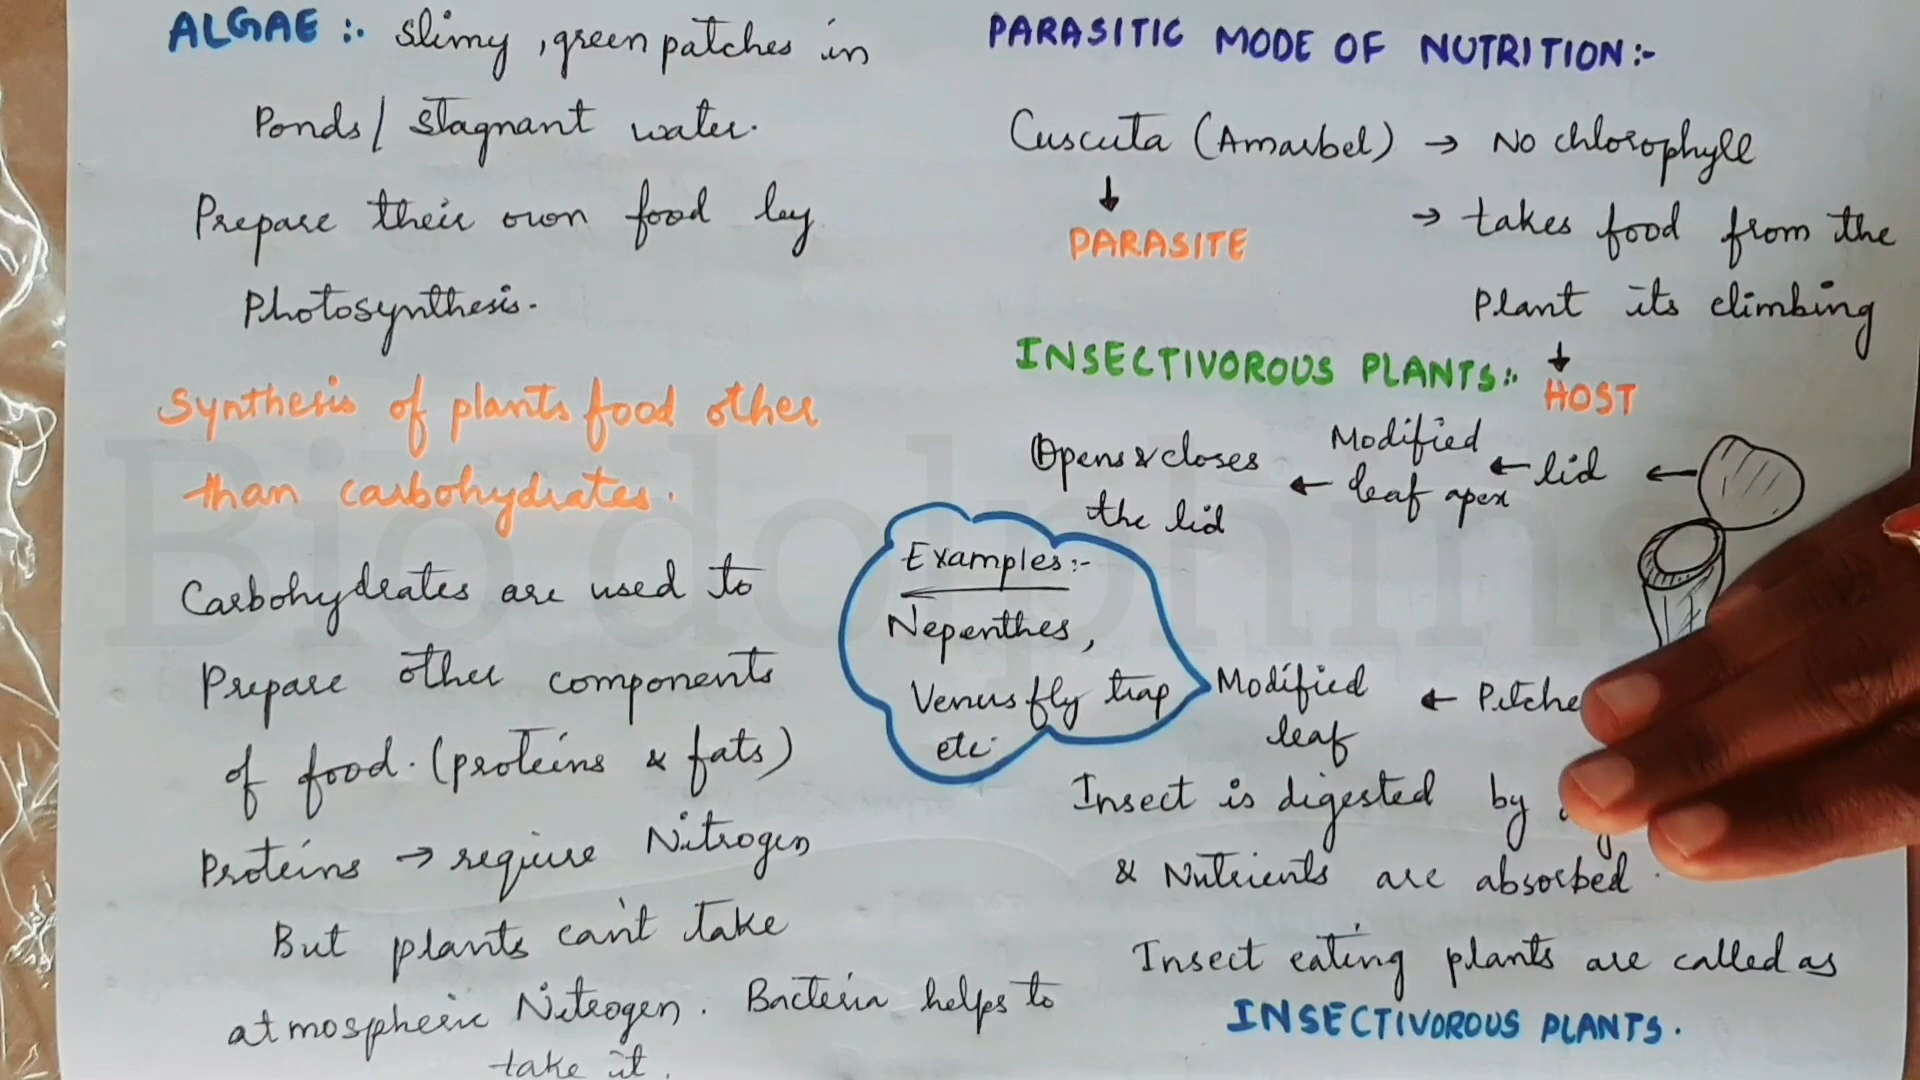 ALGAE :- Slimy, green patches in
Ponds / stagnant water.
Prepare their own food by
Photosynthesis.
Synthesis of plants food other
than carbohydrates.
Carbohydrates are used to
Prepare other components
of food. (proteins & fats)
Proteins → require Nitrogen
But plants can't take
atmospheric Nitrogen. Bacteria helps to
take it.
PARASITIC MODE OF NUTRITION:-
Cuscuta (Amarbel) → No chlorophyll
↓
PARASITE
→ takes food from the
Plant its climbing
↓
HOST
INSECTIVOROUS PLANTS:-
Opens & closes
the lid
← Modified
leaf apex
← lid ←
Examples:-
Nepenthes,
Venus fly trap
etc.
Modified
leaf
← Pitche
Insect is digested by
& Nutrients are absorbed.
Insect eating plants are called as
INSECTIVOROUS PLANTS.
Bio dolphins